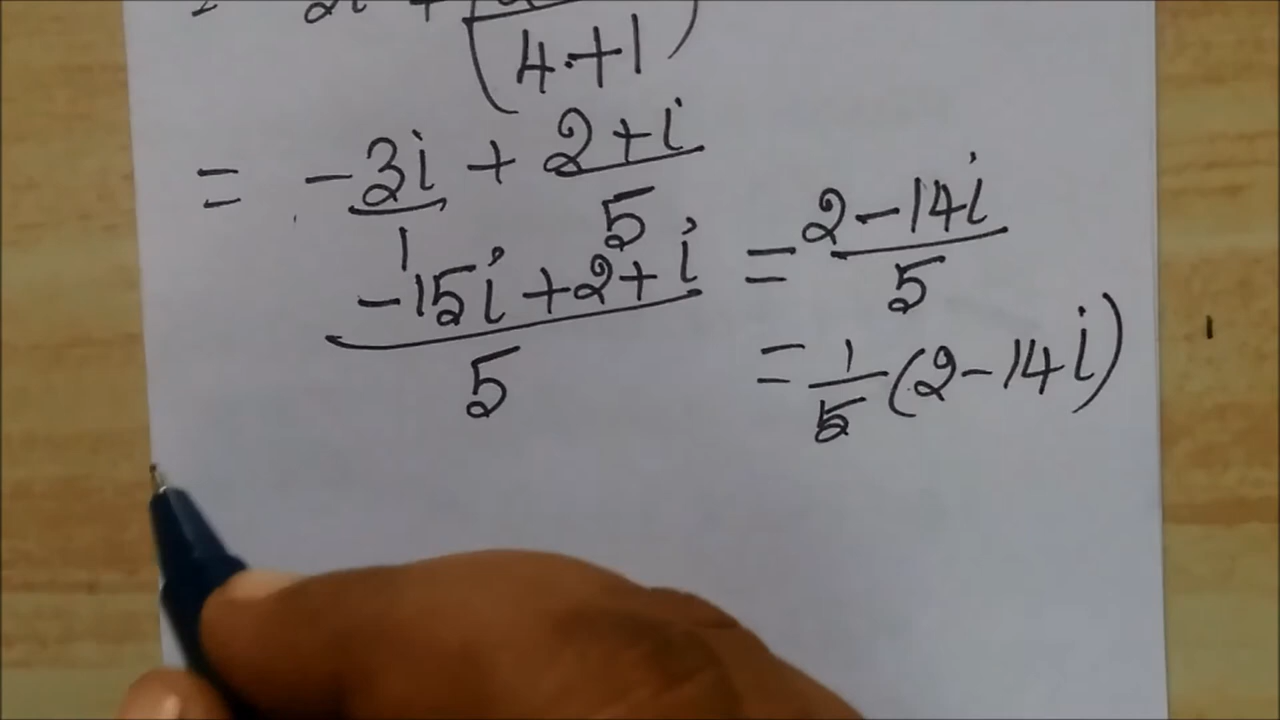 (4+1)
= -3i/1 + (2+i)/5
(-15i+2+i)/5 = (2-14i)/5
= 1/5 (2-14i)